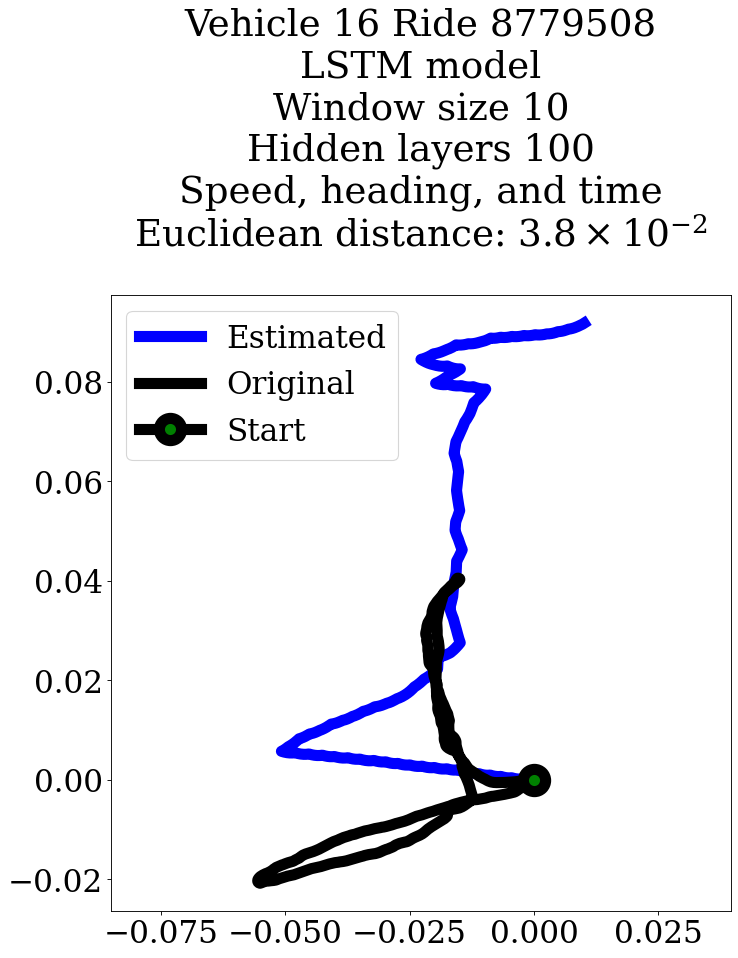 Vehicle 16 Ride 8779508
LSTM model
Window size 10
Hidden layers 100
Speed, heading, and time
Euclidean distance: 3.8 × 10⁻²
Estimated
Original
Start
0.08
0.06
0.04
0.02
0.00
−0.02
−0.075 −0.050 −0.025 0.000 0.025